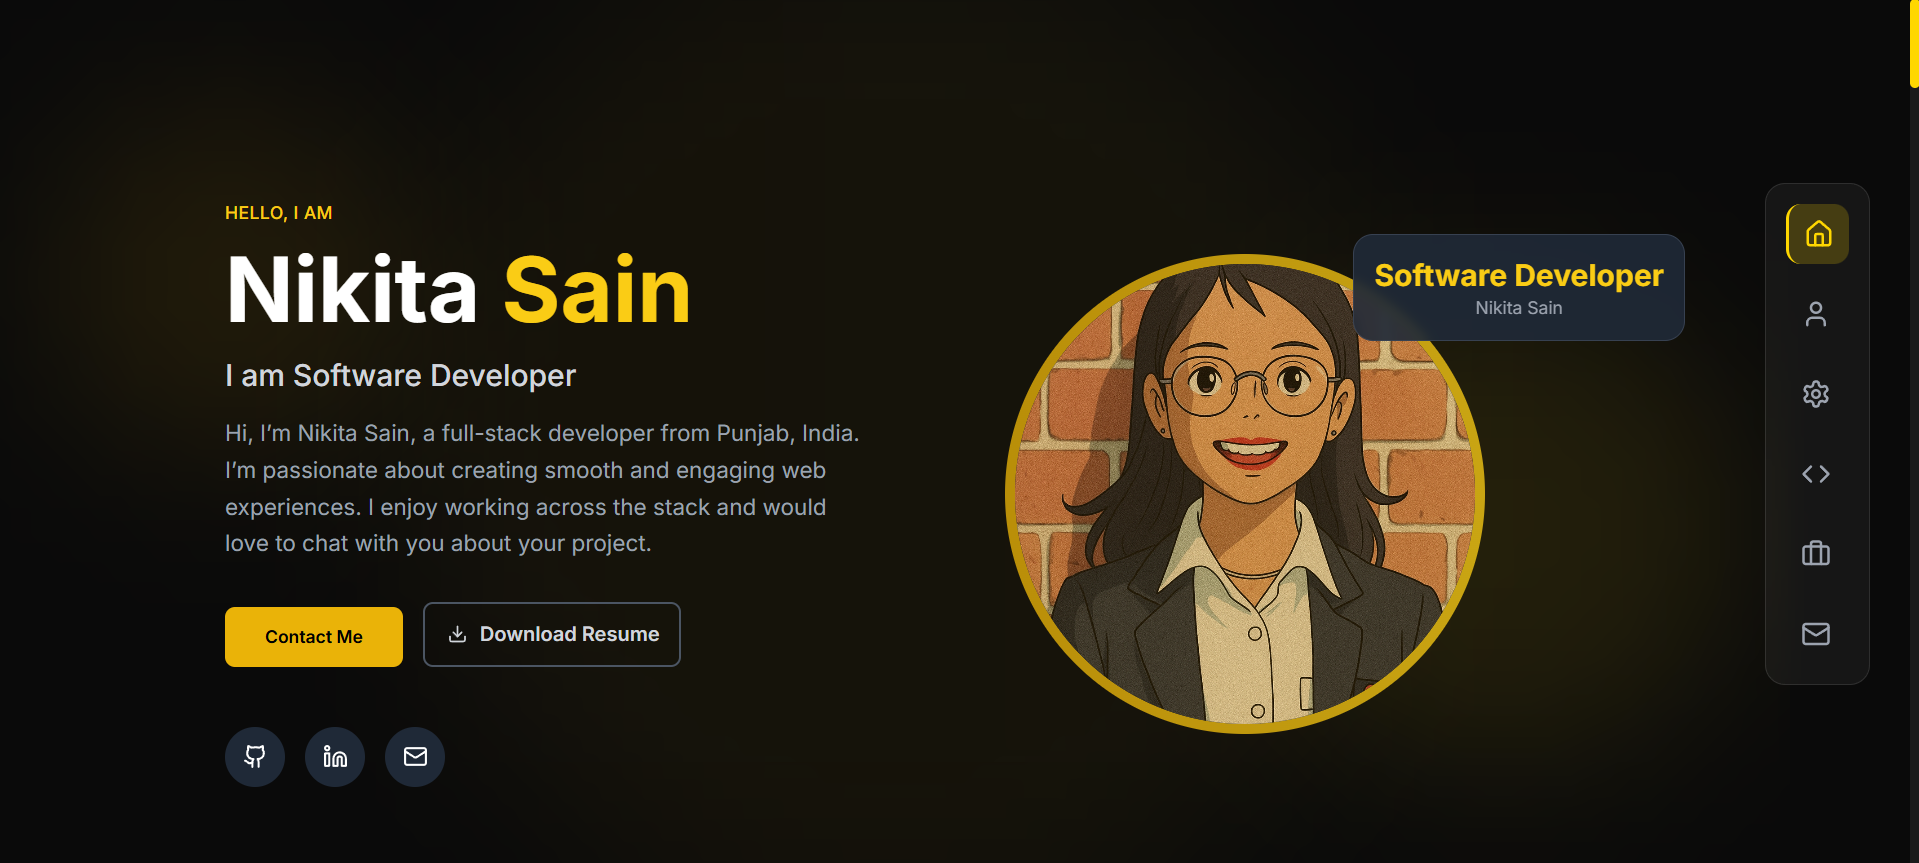 HELLO, I AM
Nikita Sain
I am Software Developer
Hi, I’m Nikita Sain, a full-stack developer from Punjab, India.
I’m passionate about creating smooth and engaging web
experiences. I enjoy working across the stack and would
love to chat with you about your project.
Contact Me
Download Resume
Software Developer
Nikita Sain